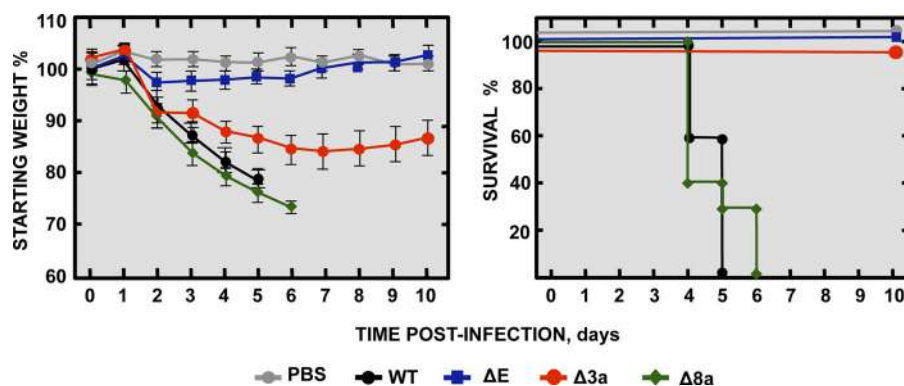 STARTING WEIGHT %
110
100
90
80
70
60
0 1 2 3 4 5 6 7 8 9 10
SURVIVAL %
100
80
60
40
20
0 1 2 3 4 5 6 7 8 9 10
TIME POST-INFECTION, days
PBS WT ΔE Δ3a Δ8a